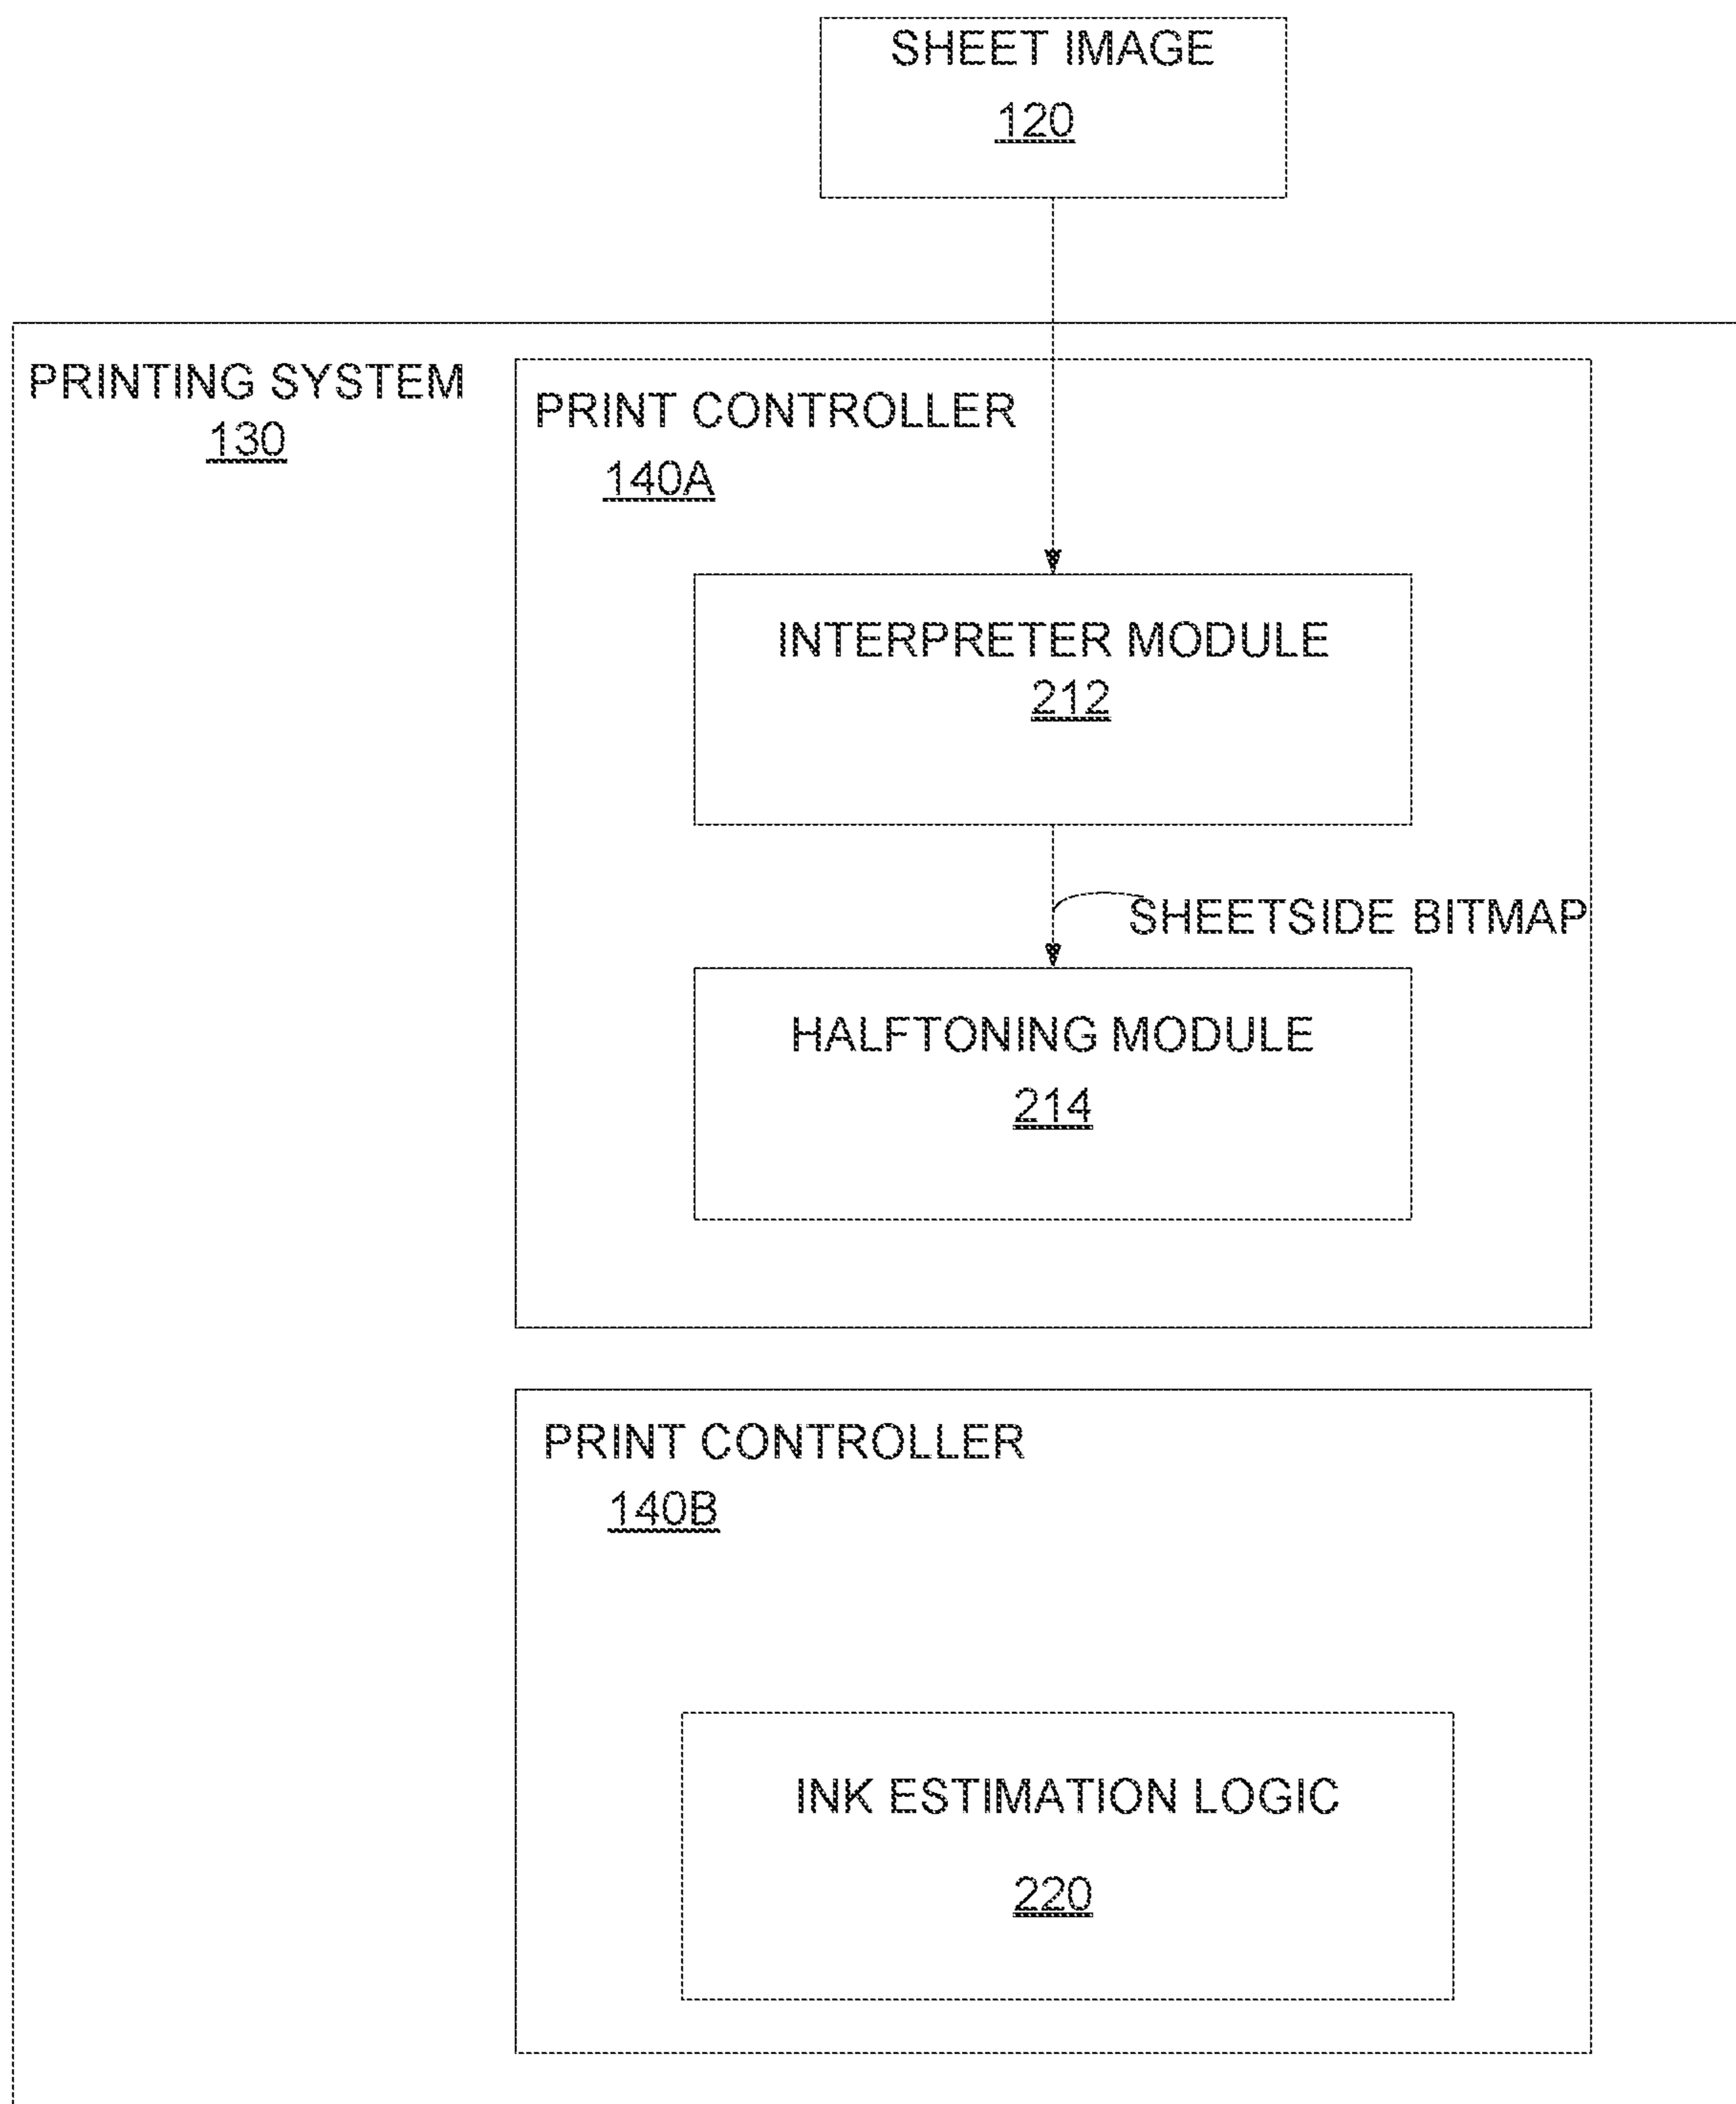 SHEET IMAGE
120
PRINTING SYSTEM
130
PRINT CONTROLLER
140A
INTERPRETER MODULE
212
SHEETSIDE BITMAP
HALFTONING MODULE
214
PRINT CONTROLLER
140B
INK ESTIMATION LOGIC
220